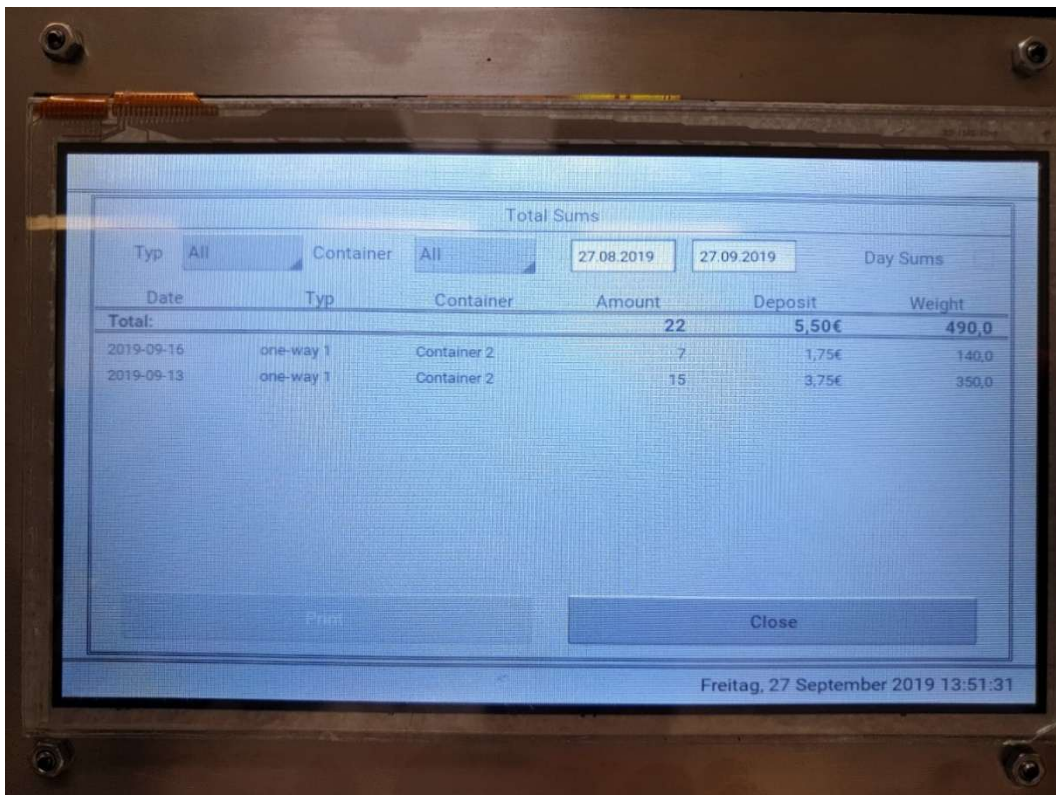 Total Sums
Typ All Container All 27.08.2019 27.09.2019 Day Sums
Date Typ Container Amount Deposit Weight
Total: 22 5,50€ 490,0
2019-09-16 one-way 1 Container 2 7 1,75€ 140,0
2019-09-13 one-way 1 Container 2 15 3,75€ 350,0
Print Close
Freitag, 27 September 2019 13:51:31